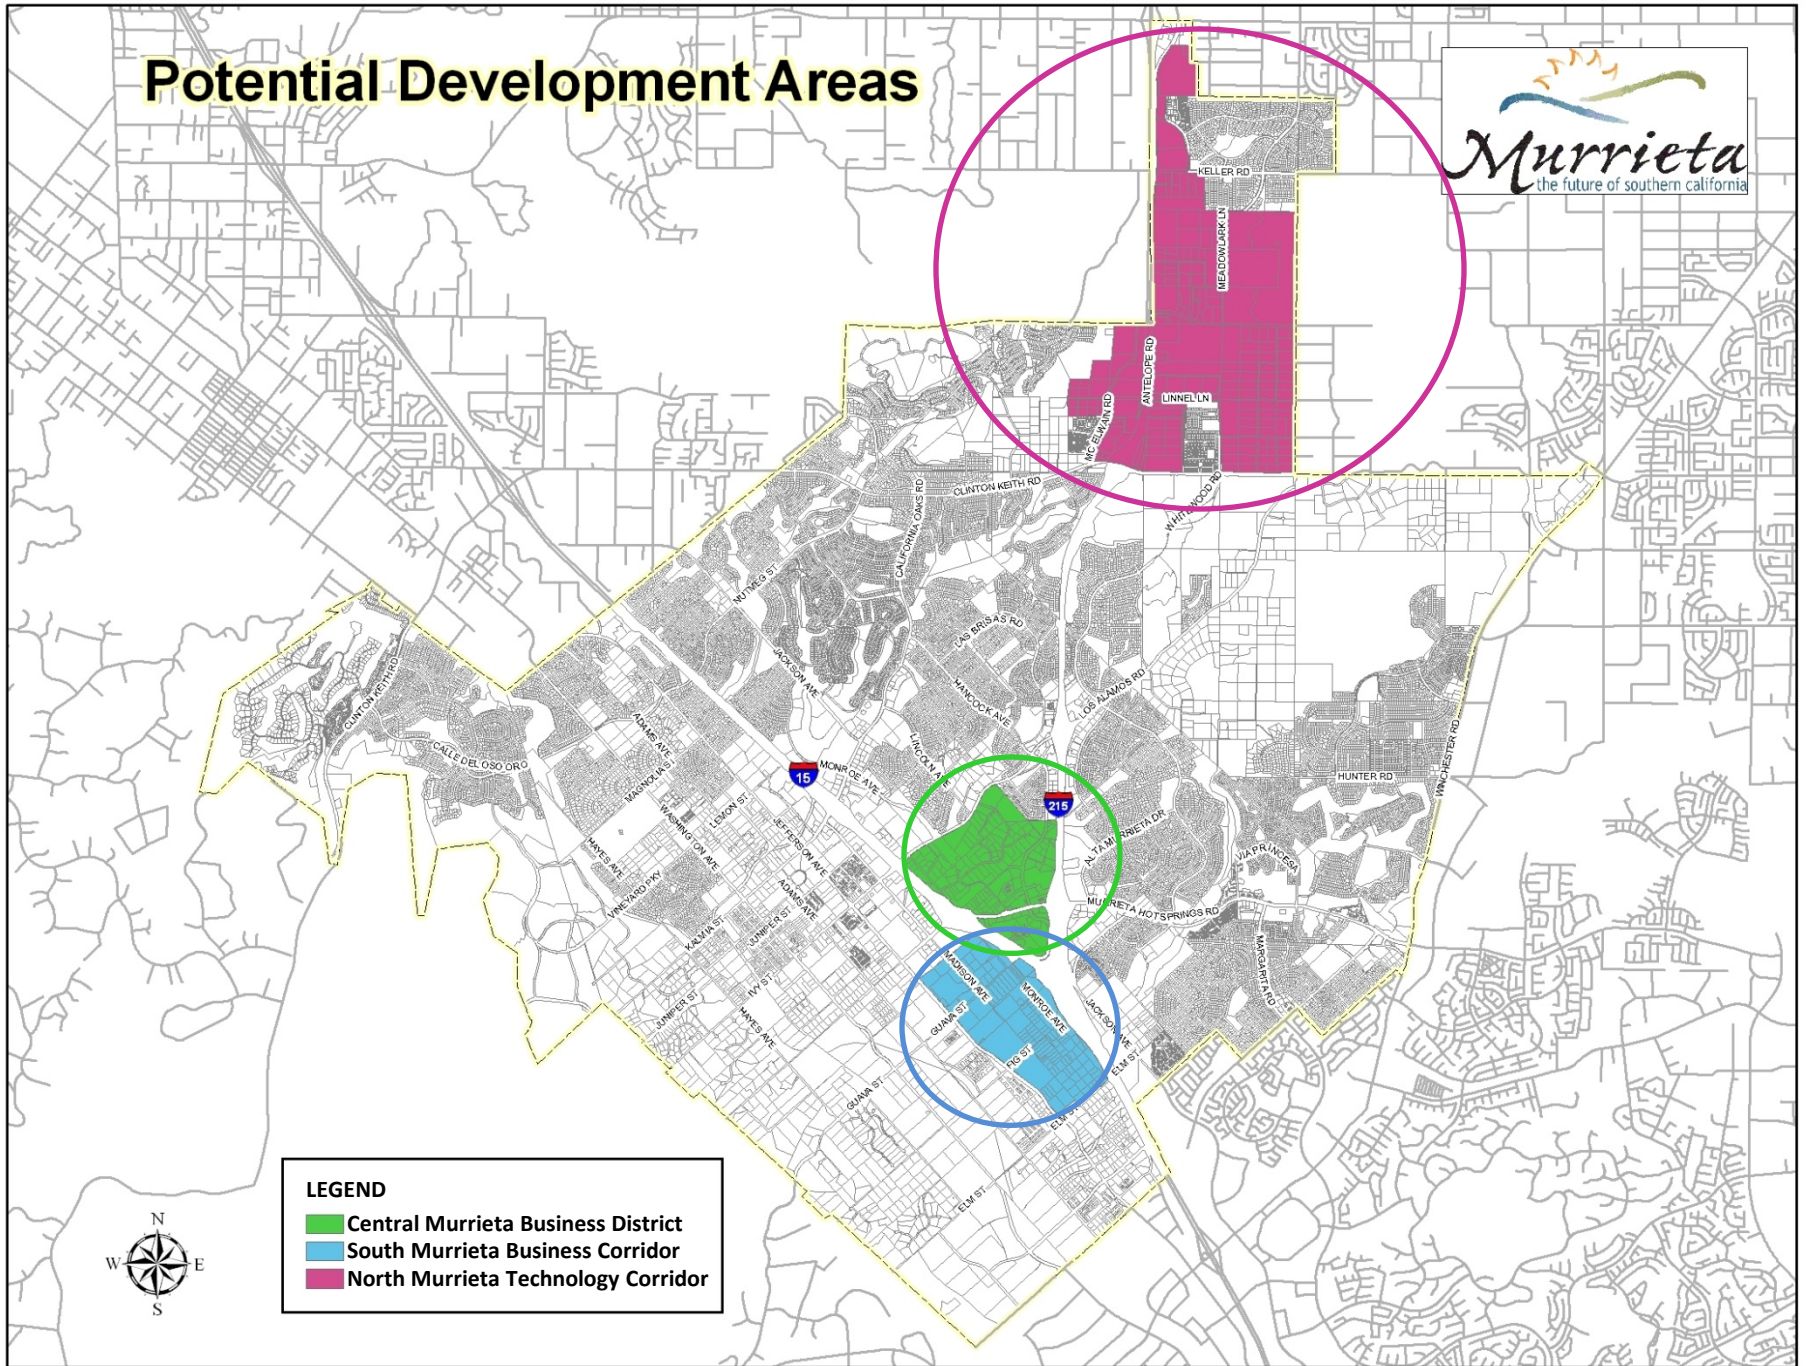 Potential Development Areas
Murrieta
the future of southern california
KELLER RD
MEADOWLARK LN
ANTELOPE RD
LINNEL LN
MC ELWAIN RD
CLINTON KEITH RD
WHITEWOOD RD
CALIFORNIA OAKS RD
NUTMEG ST
LAS BRISAS RD
JACKSON AVE
HANCOCK AVE
LOS ALAMOS RD
CLINTON KEITH RD
CALLE DEL OSO ORO
ADAMS AVE
MAGNOLIA ST
LINCOLN AVE
MONROE AVE
15
215
HUNTER RD
WINCHESTER RD
WASHINGTON AVE
LEMON ST
JEFFERSON AVE
ALTA MURRIETA DR
VIA PRINCESA
HAYES AVE
VINEYARD PKY
ADAMS AVE
KALMIA ST
JUNIPER ST
MURRIETA HOT SPRINGS RD
MARGARITA RD
IVY ST
JUNIPER ST
HAYES AVE
MADISON AVE
GUAVA ST
MONROE AVE
JACKSON AVE
FIG ST
ELM ST
GUAVA ST
ELM ST
ELM ST
LEGEND
Central Murrieta Business District
South Murrieta Business Corridor
North Murrieta Technology Corridor
N
W E
S